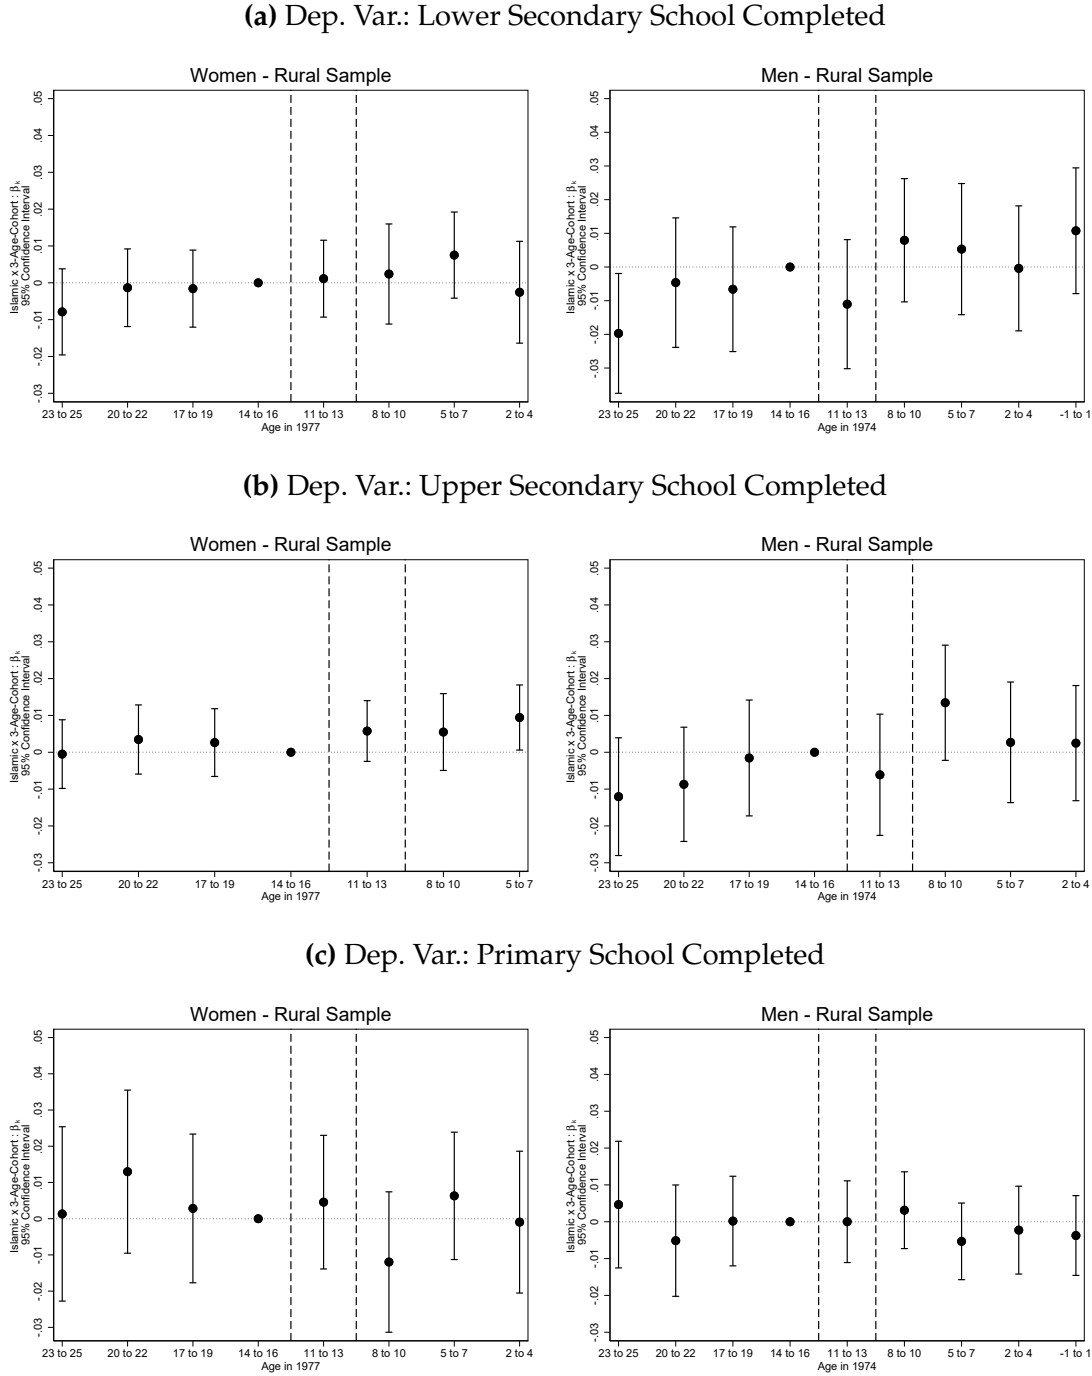 (a) Dep. Var.: Lower Secondary School Completed
Women - Rural Sample
Islamic x 3-Age-Cohort : βk
95% Confidence Interval
.05
.04
.03
.02
.01
0
-.01
-.02
-.03
23 to 25 20 to 22 17 to 19 14 to 16 11 to 13 8 to 10 5 to 7 2 to 4
Age in 1977
Men - Rural Sample
Islamic x 3-Age-Cohort : βk
95% Confidence Interval
.05
.04
.03
.02
.01
0
-.01
-.02
-.03
23 to 25 20 to 22 17 to 19 14 to 16 11 to 13 8 to 10 5 to 7 2 to 4 -1 to 1
Age in 1974
(b) Dep. Var.: Upper Secondary School Completed
Women - Rural Sample
Islamic x 3-Age-Cohort : βk
95% Confidence Interval
.05
.04
.03
.02
.01
0
-.01
-.02
-.03
23 to 25 20 to 22 17 to 19 14 to 16 11 to 13 8 to 10 5 to 7
Age in 1977
Men - Rural Sample
Islamic x 3-Age-Cohort : βk
95% Confidence Interval
.05
.04
.03
.02
.01
0
-.01
-.02
-.03
23 to 25 20 to 22 17 to 19 14 to 16 11 to 13 8 to 10 5 to 7 2 to 4
Age in 1974
(c) Dep. Var.: Primary School Completed
Women - Rural Sample
Islamic x 3-Age-Cohort : βk
95% Confidence Interval
.05
.04
.03
.02
.01
0
-.01
-.02
-.03
23 to 25 20 to 22 17 to 19 14 to 16 11 to 13 8 to 10 5 to 7 2 to 4
Age in 1977
Men - Rural Sample
Islamic x 3-Age-Cohort : βk
95% Confidence Interval
.05
.04
.03
.02
.01
0
-.01
-.02
-.03
23 to 25 20 to 22 17 to 19 14 to 16 11 to 13 8 to 10 5 to 7 2 to 4 -1 to 1
Age in 1974